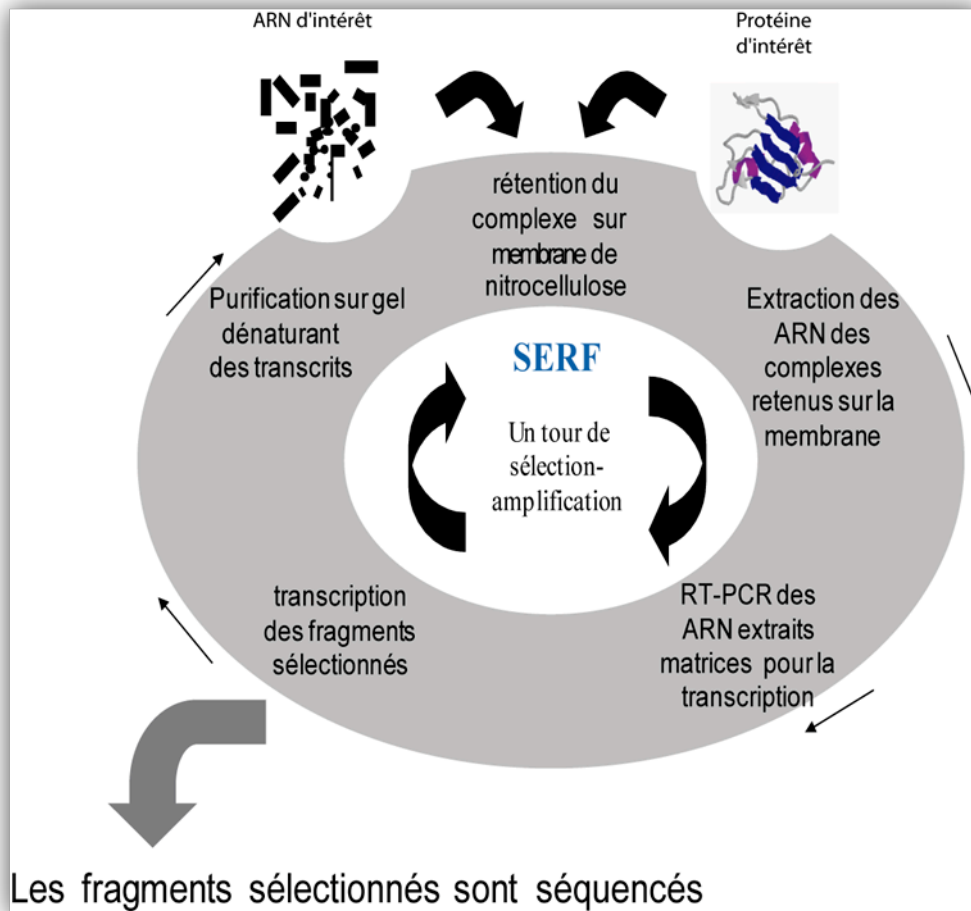 ARN d'intérêt
Protéine
d'intérêt
rétention du
complexe sur
membrane de
nitrocellulose
Extraction des
ARN des
complexes
retenus sur la
membrane
RT-PCR des
ARN extraits
matrices pour la
transcription
transcription
des fragments
sélectionnés
Purification sur gel
dénaturant
des transcrits
SERF
Un tour de
sélection-
amplification
Les fragments sélectionnés sont séquencés